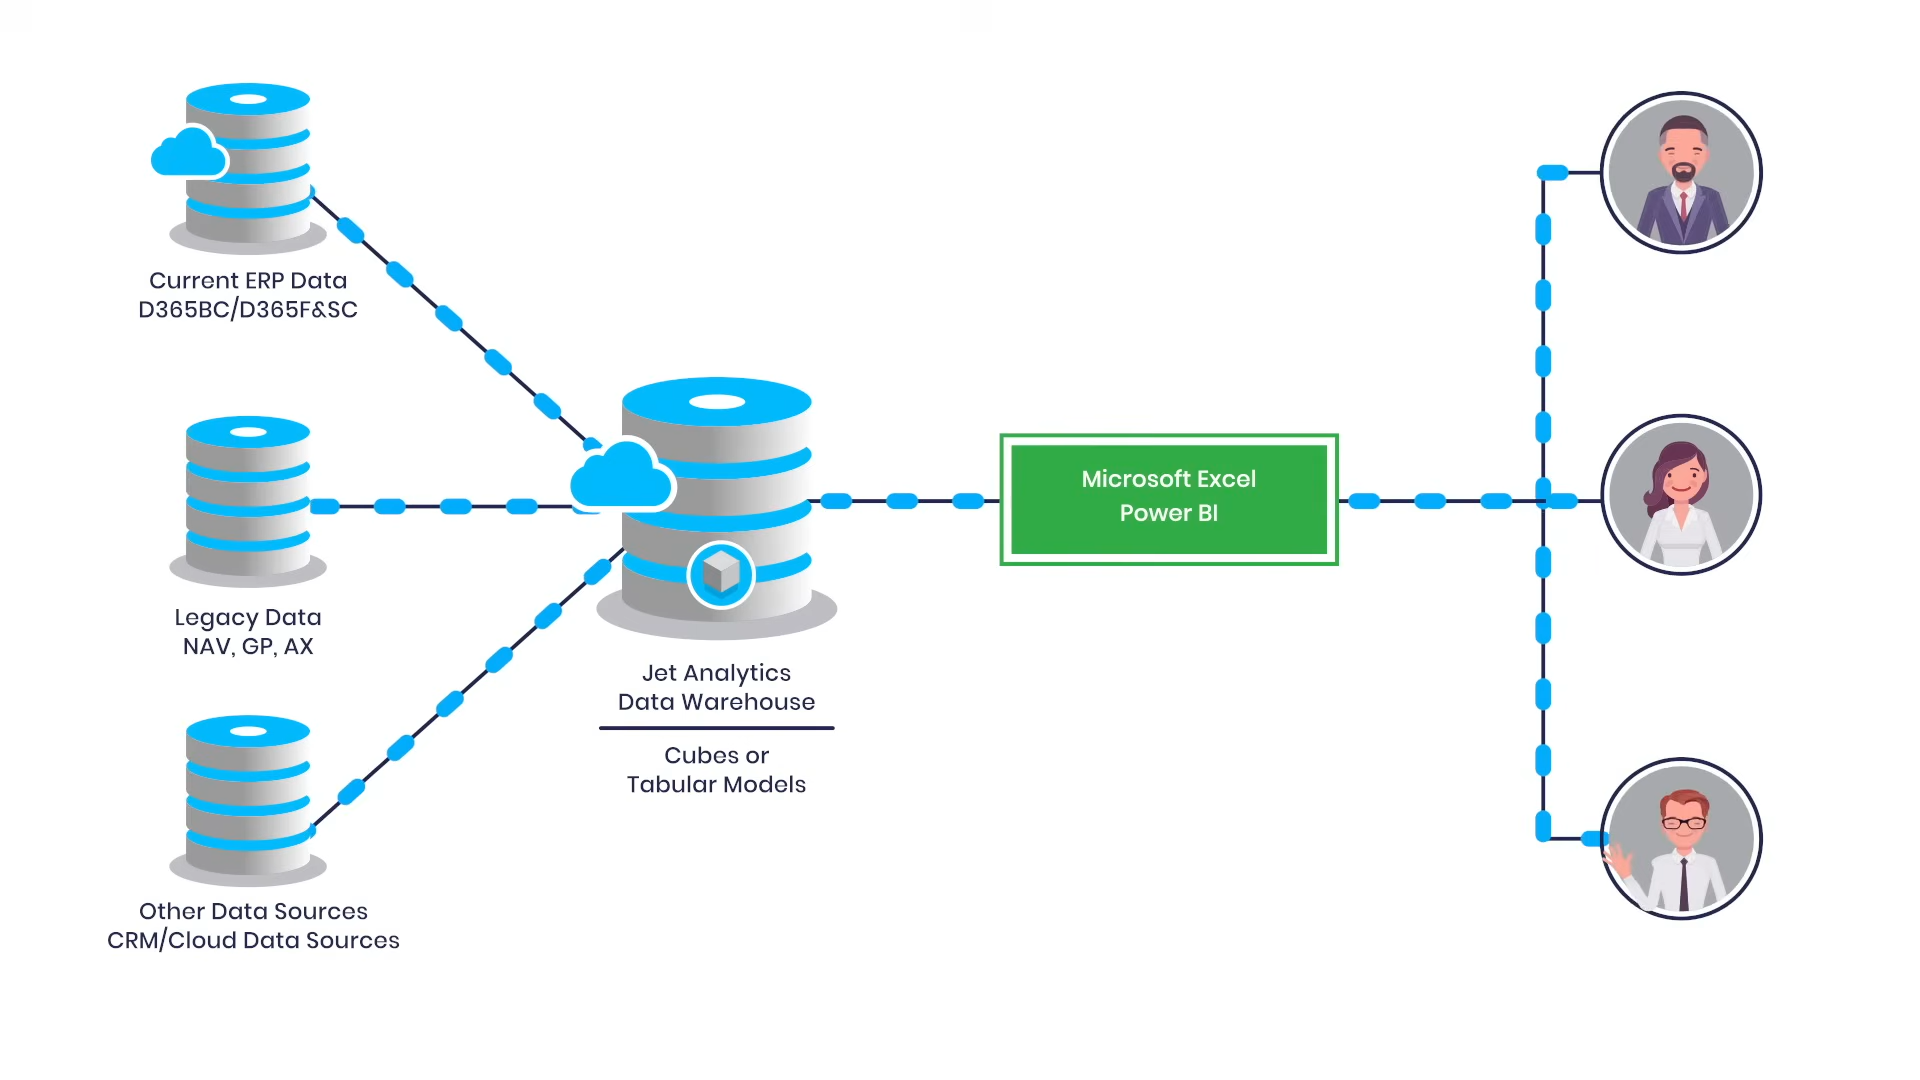 Current ERP Data
D365BC/D365F&SC
Legacy Data
NAV, GP, AX
Other Data Sources
CRM/Cloud Data Sources
Jet Analytics
Data Warehouse
Cubes or
Tabular Models
Microsoft Excel
Power BI